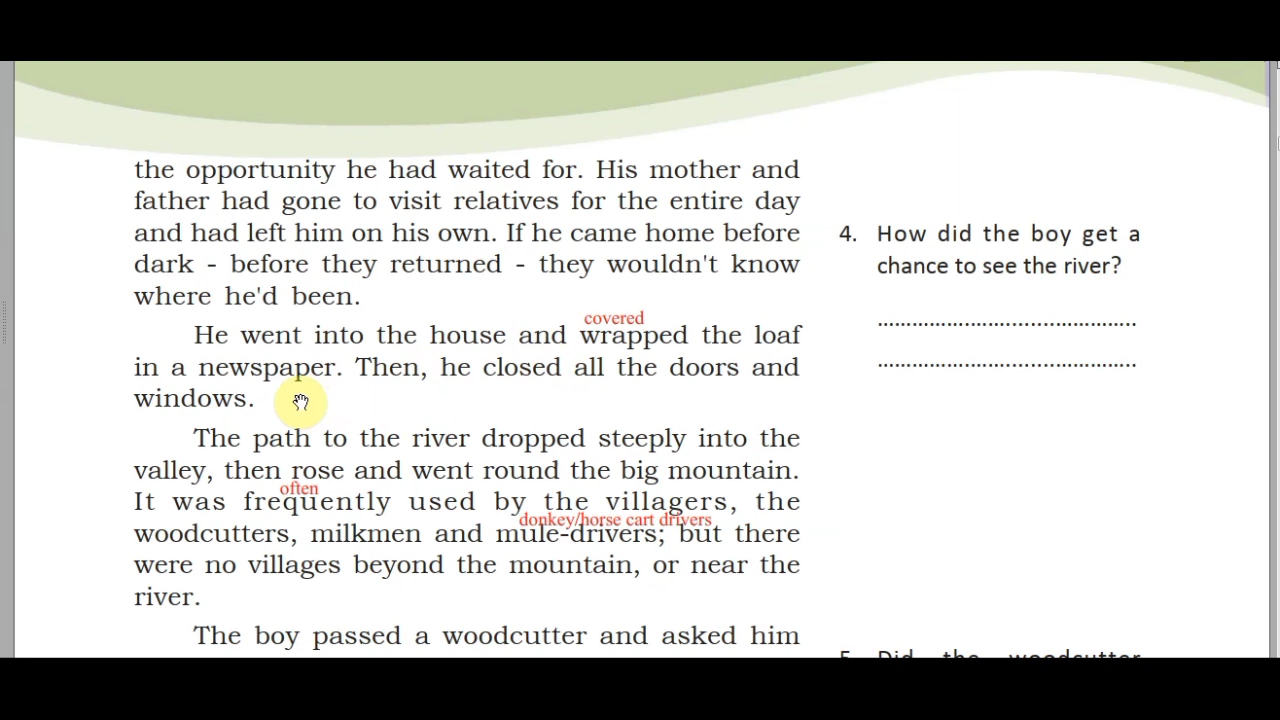 the opportunity he had waited for. His mother and
father had gone to visit relatives for the entire day
and had left him on his own. If he came home before
dark - before they returned - they wouldn't know
where he'd been.
covered
He went into the house and wrapped the loaf
in a newspaper. Then, he closed all the doors and
windows.
The path to the river dropped steeply into the
valley, then rose and went round the big mountain.
often
It was frequently used by the villagers, the
donkey/horse cart drivers
woodcutters, milkmen and mule-drivers; but there
were no villages beyond the mountain, or near the
river.
The boy passed a woodcutter and asked him
4. How did the boy get a
chance to see the river?
.......................................
.......................................
5. Did the woodcutter